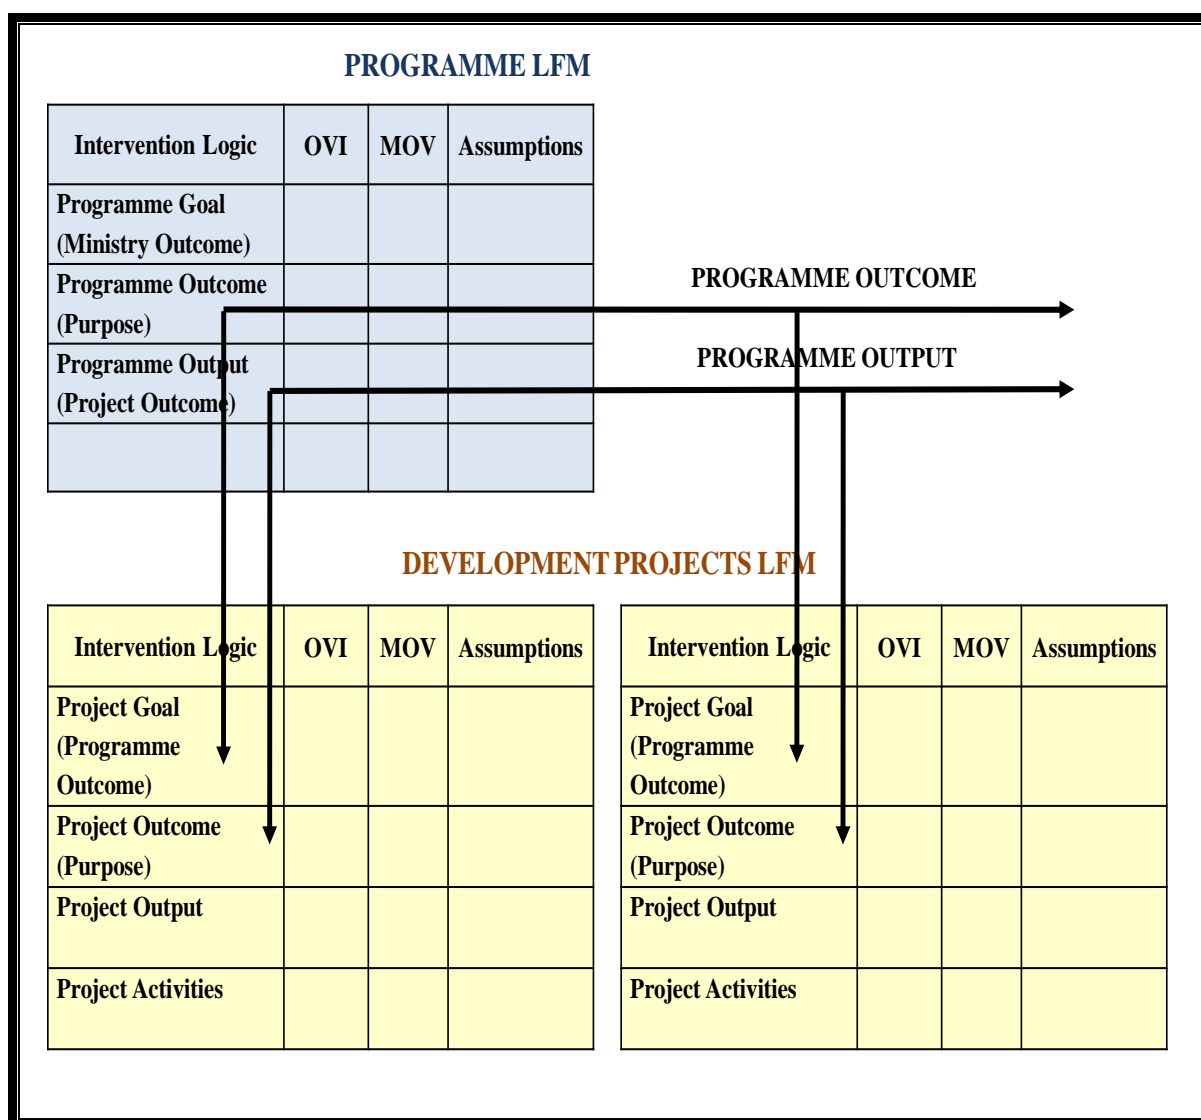 PROGRAMME LFM
Intervention Logic OVI MOV Assumptions
Programme Goal
(Ministry Outcome)
Programme Outcome
(Purpose)
PROGRAMME OUTCOME
Programme Output
(Project Outcome)
PROGRAMME OUTPUT
DEVELOPMENT PROJECTS LFM
Intervention Logic OVI MOV Assumptions
Project Goal
(Programme
Outcome)
Project Outcome
(Purpose)
Project Output
Project Activities
Intervention Logic OVI MOV Assumptions
Project Goal
(Programme
Outcome)
Project Outcome
(Purpose)
Project Output
Project Activities